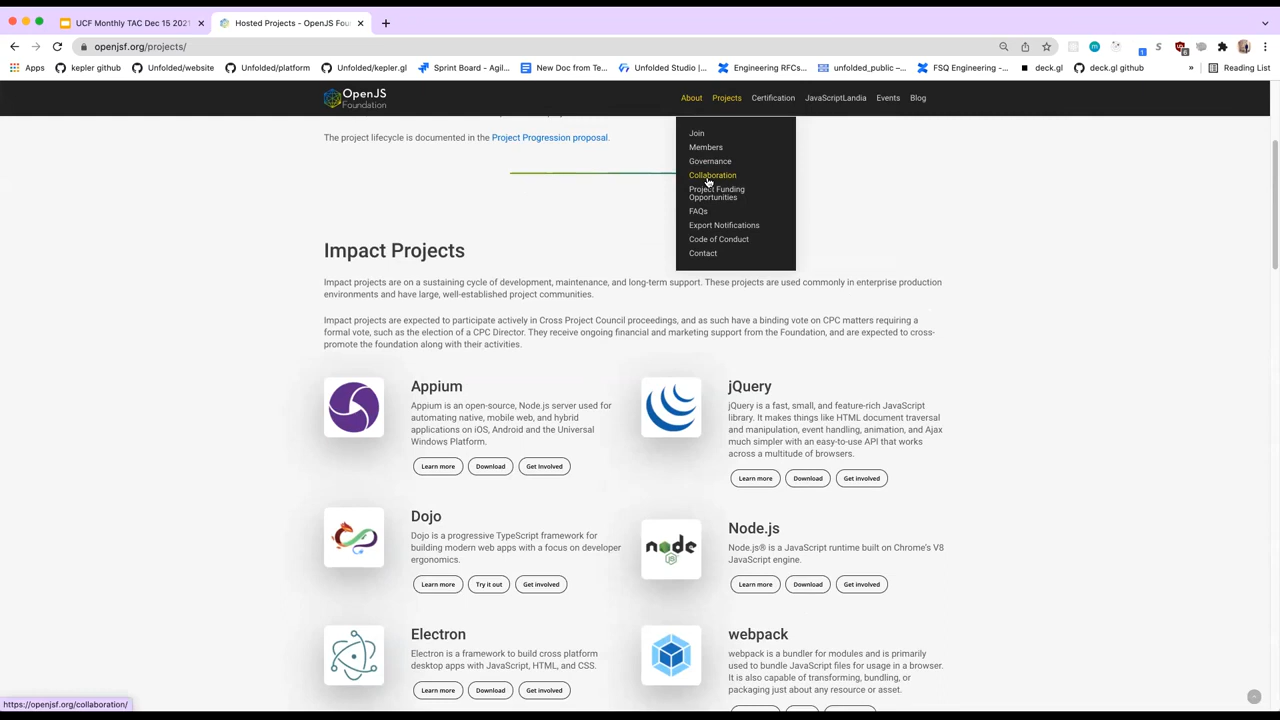 UCF Monthly TAC Dec 15 2021
Hosted Projects - OpenJS Fou
openjsf.org/projects/
Apps
kepler github
Unfolded/website
Unfolded/platform
Unfolded/kepler.gl
Sprint Board - Agil...
New Doc from Te...
Unfolded Studio |...
Engineering RFCs...
unfolded_public –...
FSQ Engineering -...
deck.gl
deck.gl github
»
Reading List
OpenJS
Foundation
About
Projects
Certification
JavaScriptLandia
Events
Blog
The project lifecycle is documented in the Project Progression proposal.
Join
Members
Governance
Collaboration
Project Funding
Opportunities
FAQs
Export Notifications
Code of Conduct
Contact
Impact Projects
Impact projects are on a sustaining cycle of development, maintenance, and long-term support. These projects are used commonly in enterprise production
environments and have large, well-established project communities.
Impact projects are expected to participate actively in Cross Project Council proceedings, and as such have a binding vote on CPC matters requiring a
formal vote, such as the election of a CPC Director. They receive ongoing financial and marketing support from the Foundation, and are expected to cross-
promote the foundation along with their activities.
Appium
Appium is an open-source, Node.js server used for
automating native, mobile web, and hybrid
applications on iOS, Android and the Universal
Windows Platform.
Learn more
Download
Get Involved
jQuery
jQuery is a fast, small, and feature-rich JavaScript
library. It makes things like HTML document traversal
and manipulation, event handling, animation, and Ajax
much simpler with an easy-to-use API that works
across a multitude of browsers.
Learn more
Download
Get involved
Dojo
Dojo is a progressive TypeScript framework for
building modern web apps with a focus on developer
ergonomics.
Learn more
Try it out
Get involved
node
JS
Node.js
Node.js® is a JavaScript runtime built on Chrome's V8
JavaScript engine.
Learn more
Download
Get involved
Electron
Electron is a framework to build cross platform
desktop apps with JavaScript, HTML, and CSS.
Learn more
Download
Get involved
webpack
webpack is a bundler for modules and is primarily
used to bundle JavaScript files for usage in a browser.
It is also capable of transforming, bundling, or
packaging just about any resource or asset.
https://openjsf.org/collaboration/